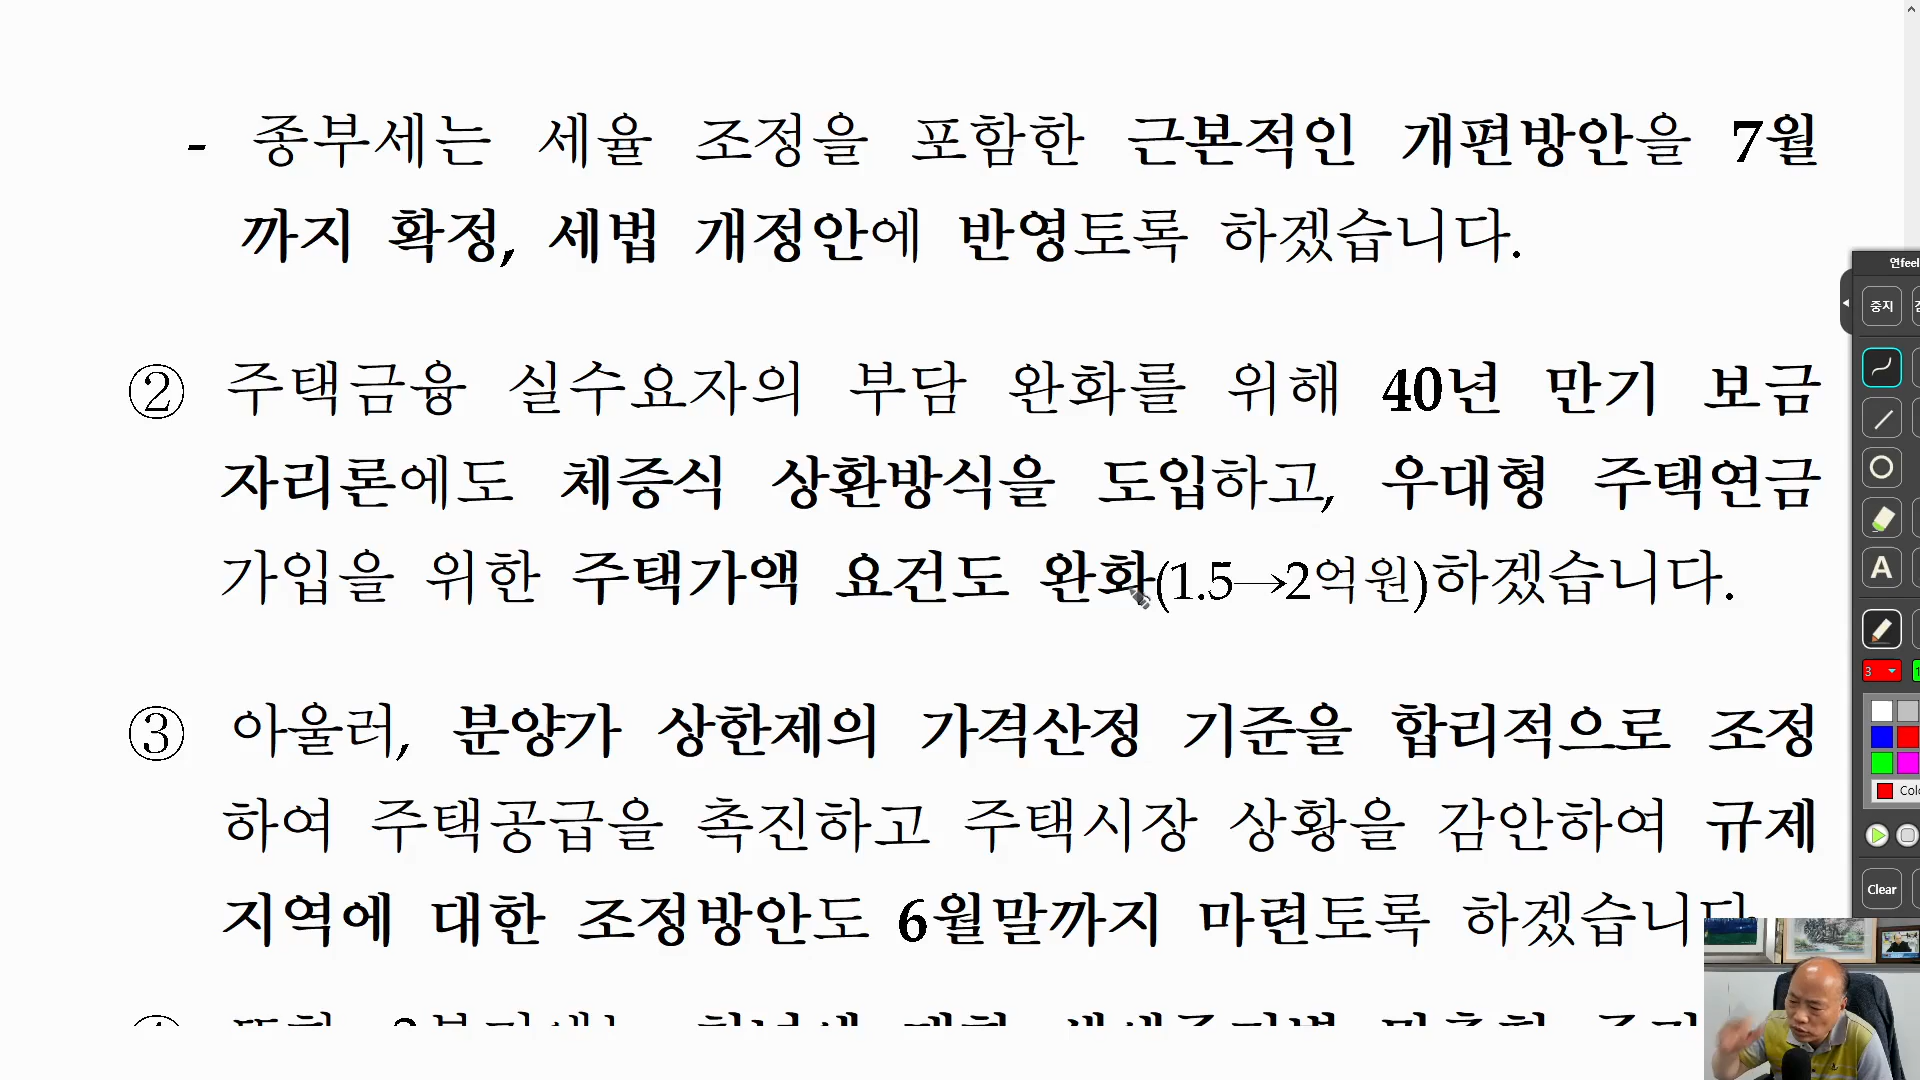 - 종부세는 세율 조정을 포함한 근본적인 개편방안을 7월
까지 확정, 세법 개정안에 반영토록 하겠습니다.
② 주택금융 실수요자의 부담 완화를 위해 40년 만기 보금
자리론에도 체증식 상환방식을 도입하고, 우대형 주택연금
가입을 위한 주택가액 요건도 완화(1.5→2억원)하겠습니다.
③ 아울러, 분양가 상한제의 가격산정 기준을 합리적으로 조정
하여 주택공급을 촉진하고 주택시장 상황을 감안하여 규제
지역에 대한 조정방안도 6월말까지 마련토록 하겠습니다
연feel
중지
A
3
Colo
Clear